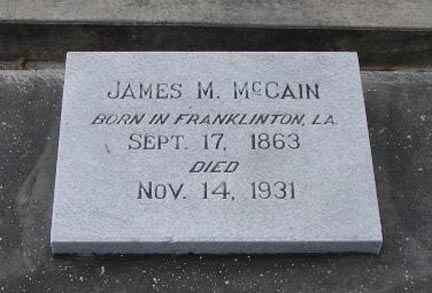 JAMES M. McCAIN
BORN IN FRANKLINTON, LA.
SEPT. 17, 1863
DIED
NOV. 14, 1931